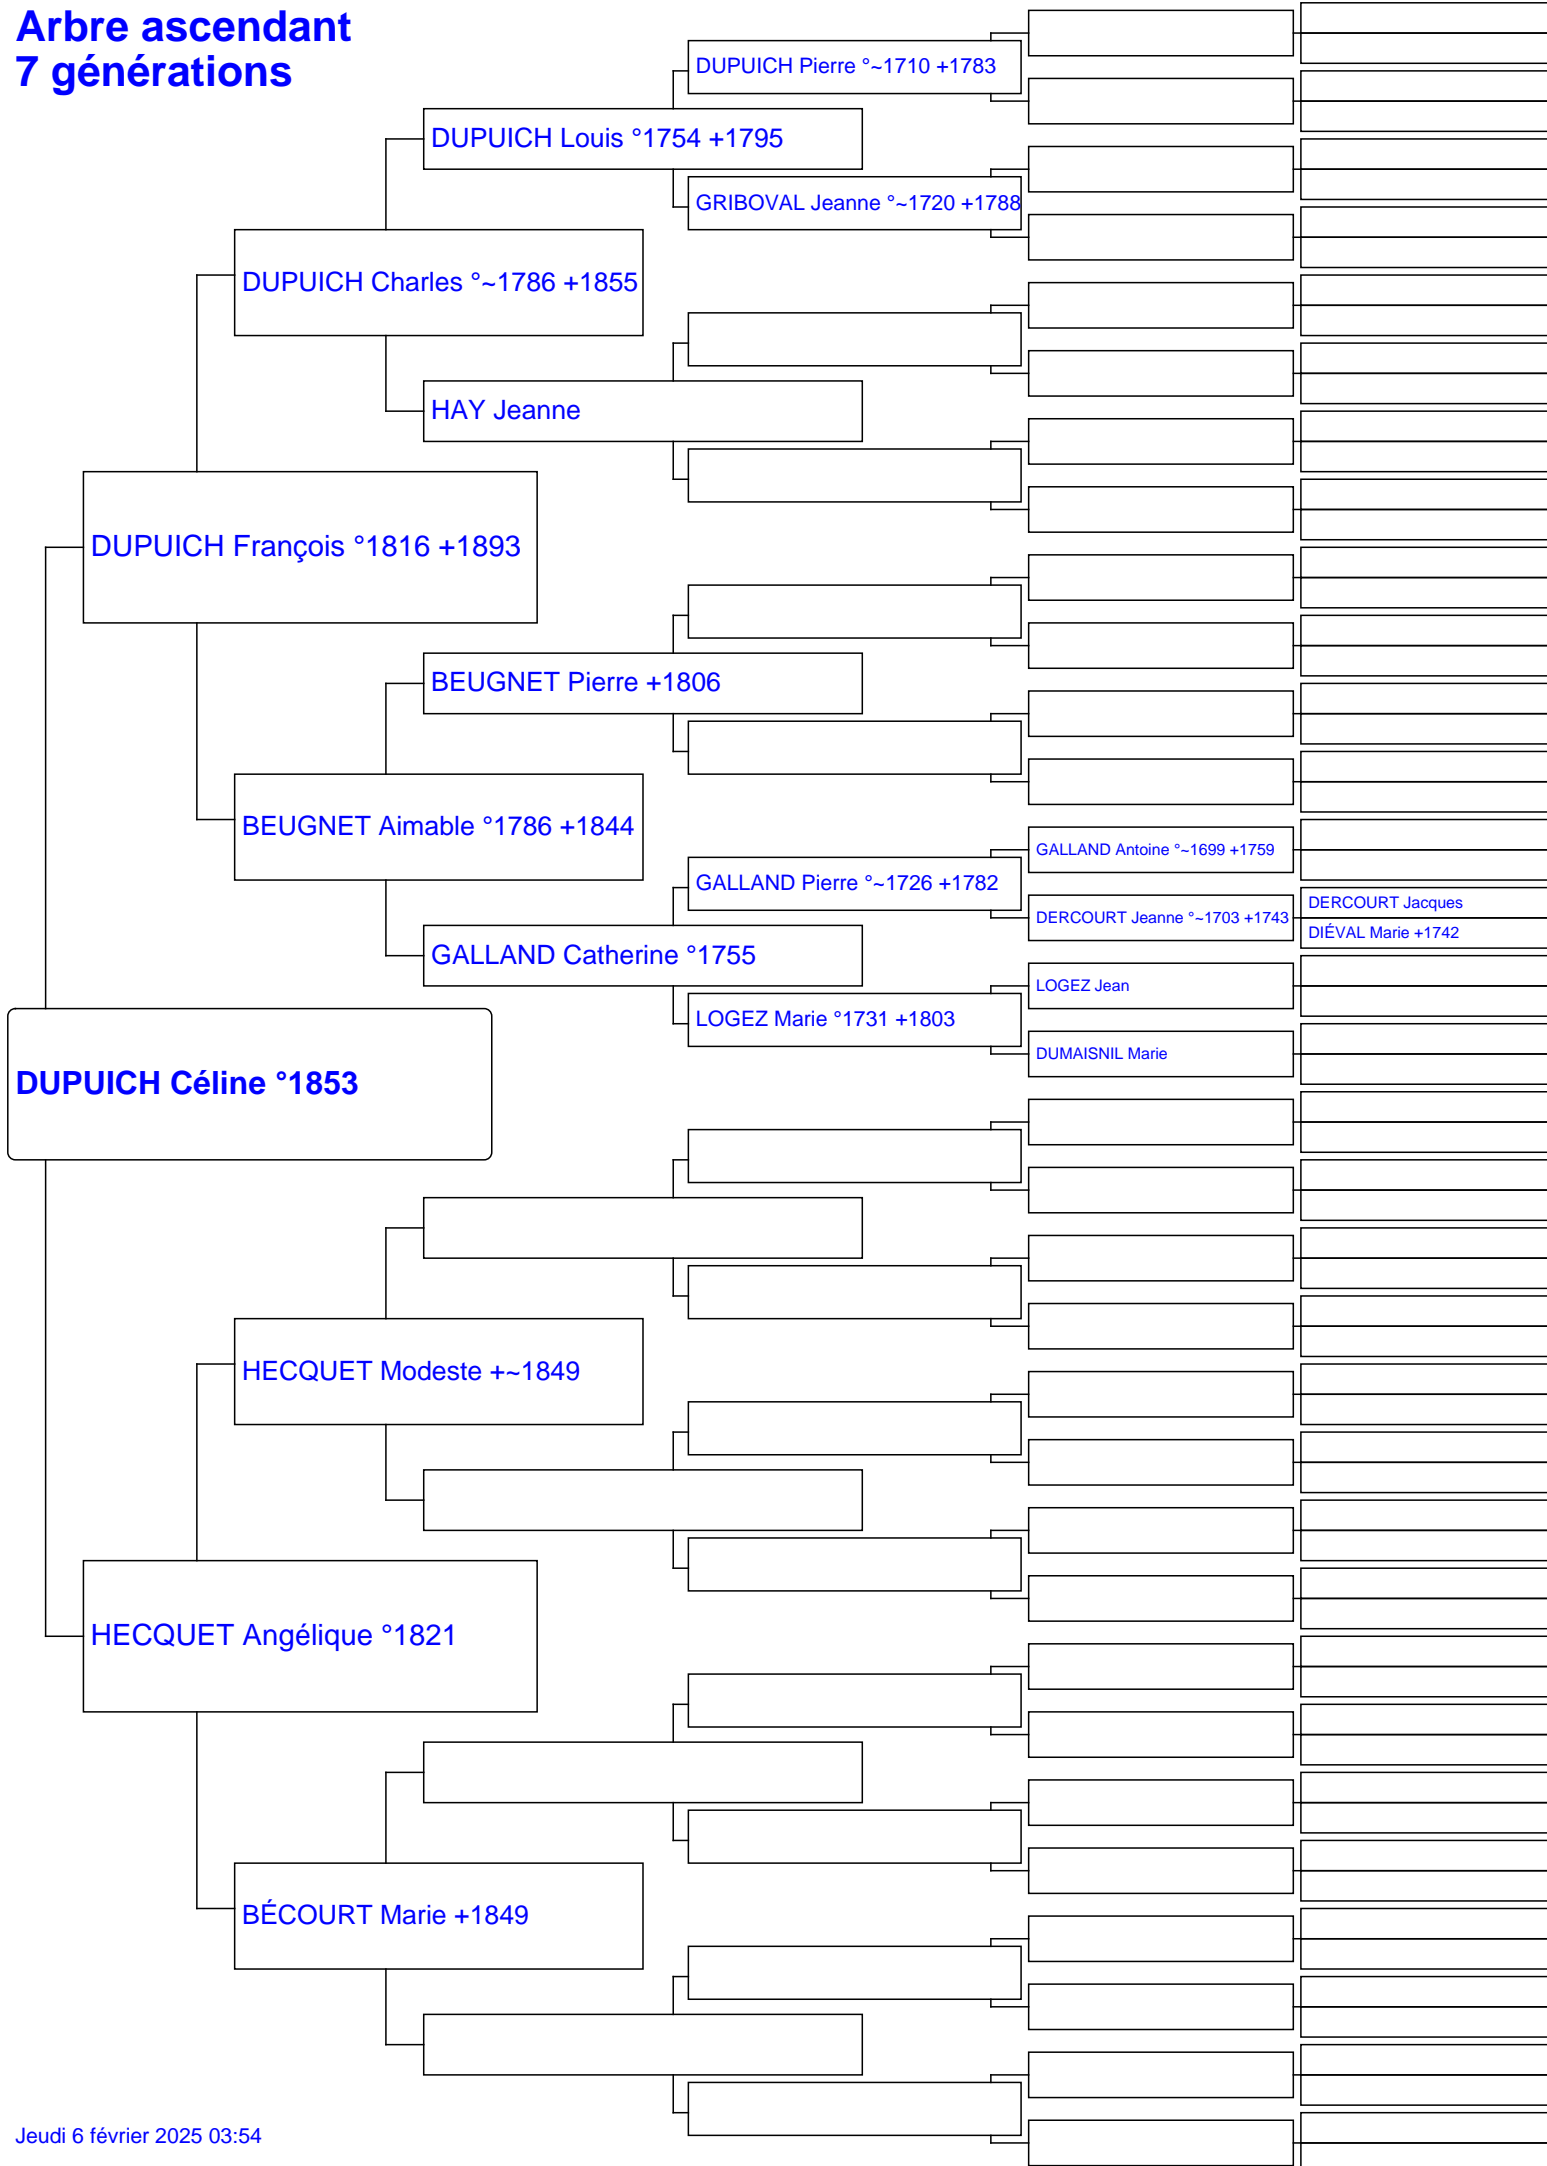 Arbre ascendant
7 générations
DUPUICH Pierre °~1710 +1783
DUPUICH Louis °1754 +1795
GRIBOVAL Jeanne °~1720 +1788
DUPUICH Charles °~1786 +1855
HAY Jeanne
DUPUICH François °1816 +1893
BEUGNET Pierre +1806
BEUGNET Aimable °1786 +1844
GALLAND Antoine °~1699 +1759
GALLAND Pierre °~1726 +1782
DERCOURT Jacques
DERCOURT Jeanne °~1703 +1743
DIÉVAL Marie +1742
GALLAND Catherine °1755
LOGEZ Jean
LOGEZ Marie °1731 +1803
DUMAISNIL Marie
DUPUICH Céline °1853
HECQUET Modeste +~1849
HECQUET Angélique °1821
BÉCOURT Marie +1849
Jeudi 6 février 2025 03:54